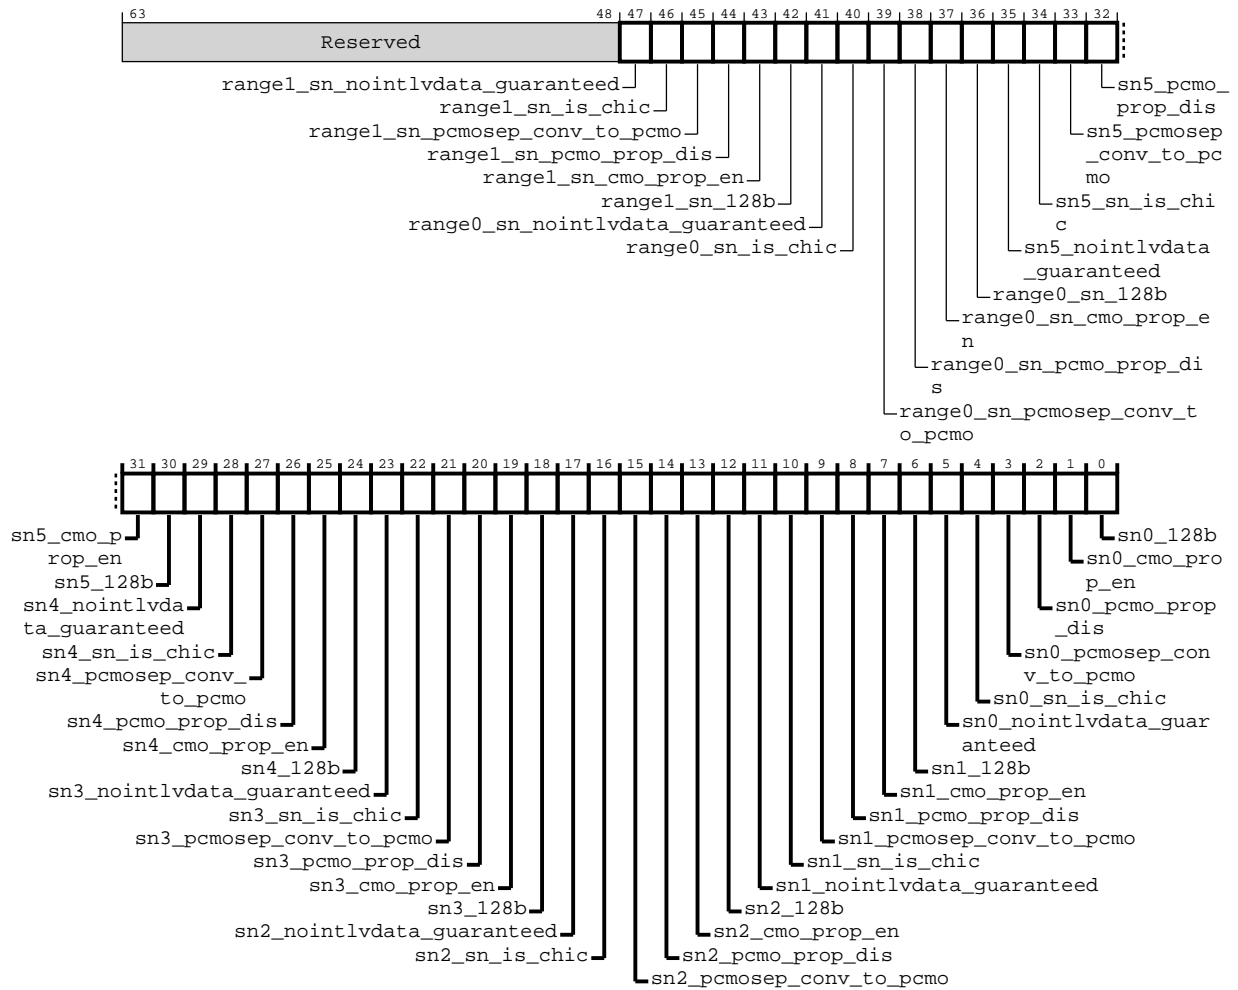 63 48 47 46 45 44 43 42 41 40 39 38 37 36 35 34 33 32
Reserved
range1_sn_nointlvdata_guaranteed
range1_sn_is_chic
range1_sn_pcmosep_conv_to_pcmo
range1_sn_pcmo_prop_dis
range1_sn_cmo_prop_en
range1_sn_128b
range0_sn_nointlvdata_guaranteed
range0_sn_is_chic
sn5_pcmo_
prop_dis
sn5_pcmosep
_conv_to_pc
mo
sn5_sn_is_chi
c
sn5_nointlvdata
_guaranteed
range0_sn_128b
range0_sn_cmo_prop_e
n
range0_sn_pcmo_prop_di
s
range0_sn_pcmosep_conv_t
o_pcmo
31 30 29 28 27 26 25 24 23 22 21 20 19 18 17 16 15 14 13 12 11 10 9 8 7 6 5 4 3 2 1 0
sn5_cmo_p
rop_en
sn5_128b
sn4_nointlvda
ta_guaranteed
sn4_sn_is_chic
sn4_pcmosep_conv_
to_pcmo
sn4_pcmo_prop_dis
sn4_cmo_prop_en
sn4_128b
sn3_nointlvdata_guaranteed
sn3_sn_is_chic
sn3_pcmosep_conv_to_pcmo
sn3_pcmo_prop_dis
sn3_cmo_prop_en
sn3_128b
sn2_nointlvdata_guaranteed
sn2_sn_is_chic
sn0_128b
sn0_cmo_pro
p_en
sn0_pcmo_prop
_dis
sn0_pcmosep_con
v_to_pcmo
sn0_sn_is_chic
sn0_nointlvdata_guar
anteed
sn1_128b
sn1_cmo_prop_en
sn1_pcmo_prop_dis
sn1_pcmosep_conv_to_pcmo
sn1_sn_is_chic
sn1_nointlvdata_guaranteed
sn2_128b
sn2_cmo_prop_en
sn2_pcmo_prop_dis
sn2_pcmosep_conv_to_pcmo